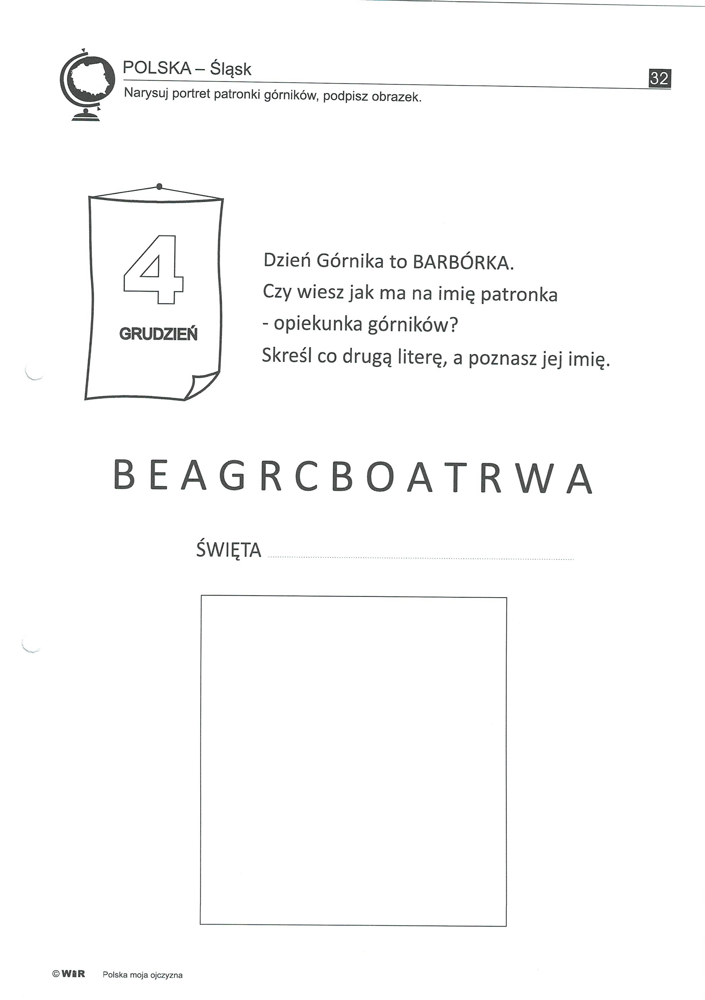 POLSKA – Śląsk
32
Narysuj portret patronki górników, podpisz obrazek.
4
GRUDZIEŃ
Dzień Górnika to BARBÓRKA.
Czy wiesz jak ma na imię patronka
- opiekunka górników?
Skreśl co drugą literę, a poznasz jej imię.
B E A G R C B O A T R W A
ŚWIĘTA
© WiR Polska moja ojczyzna